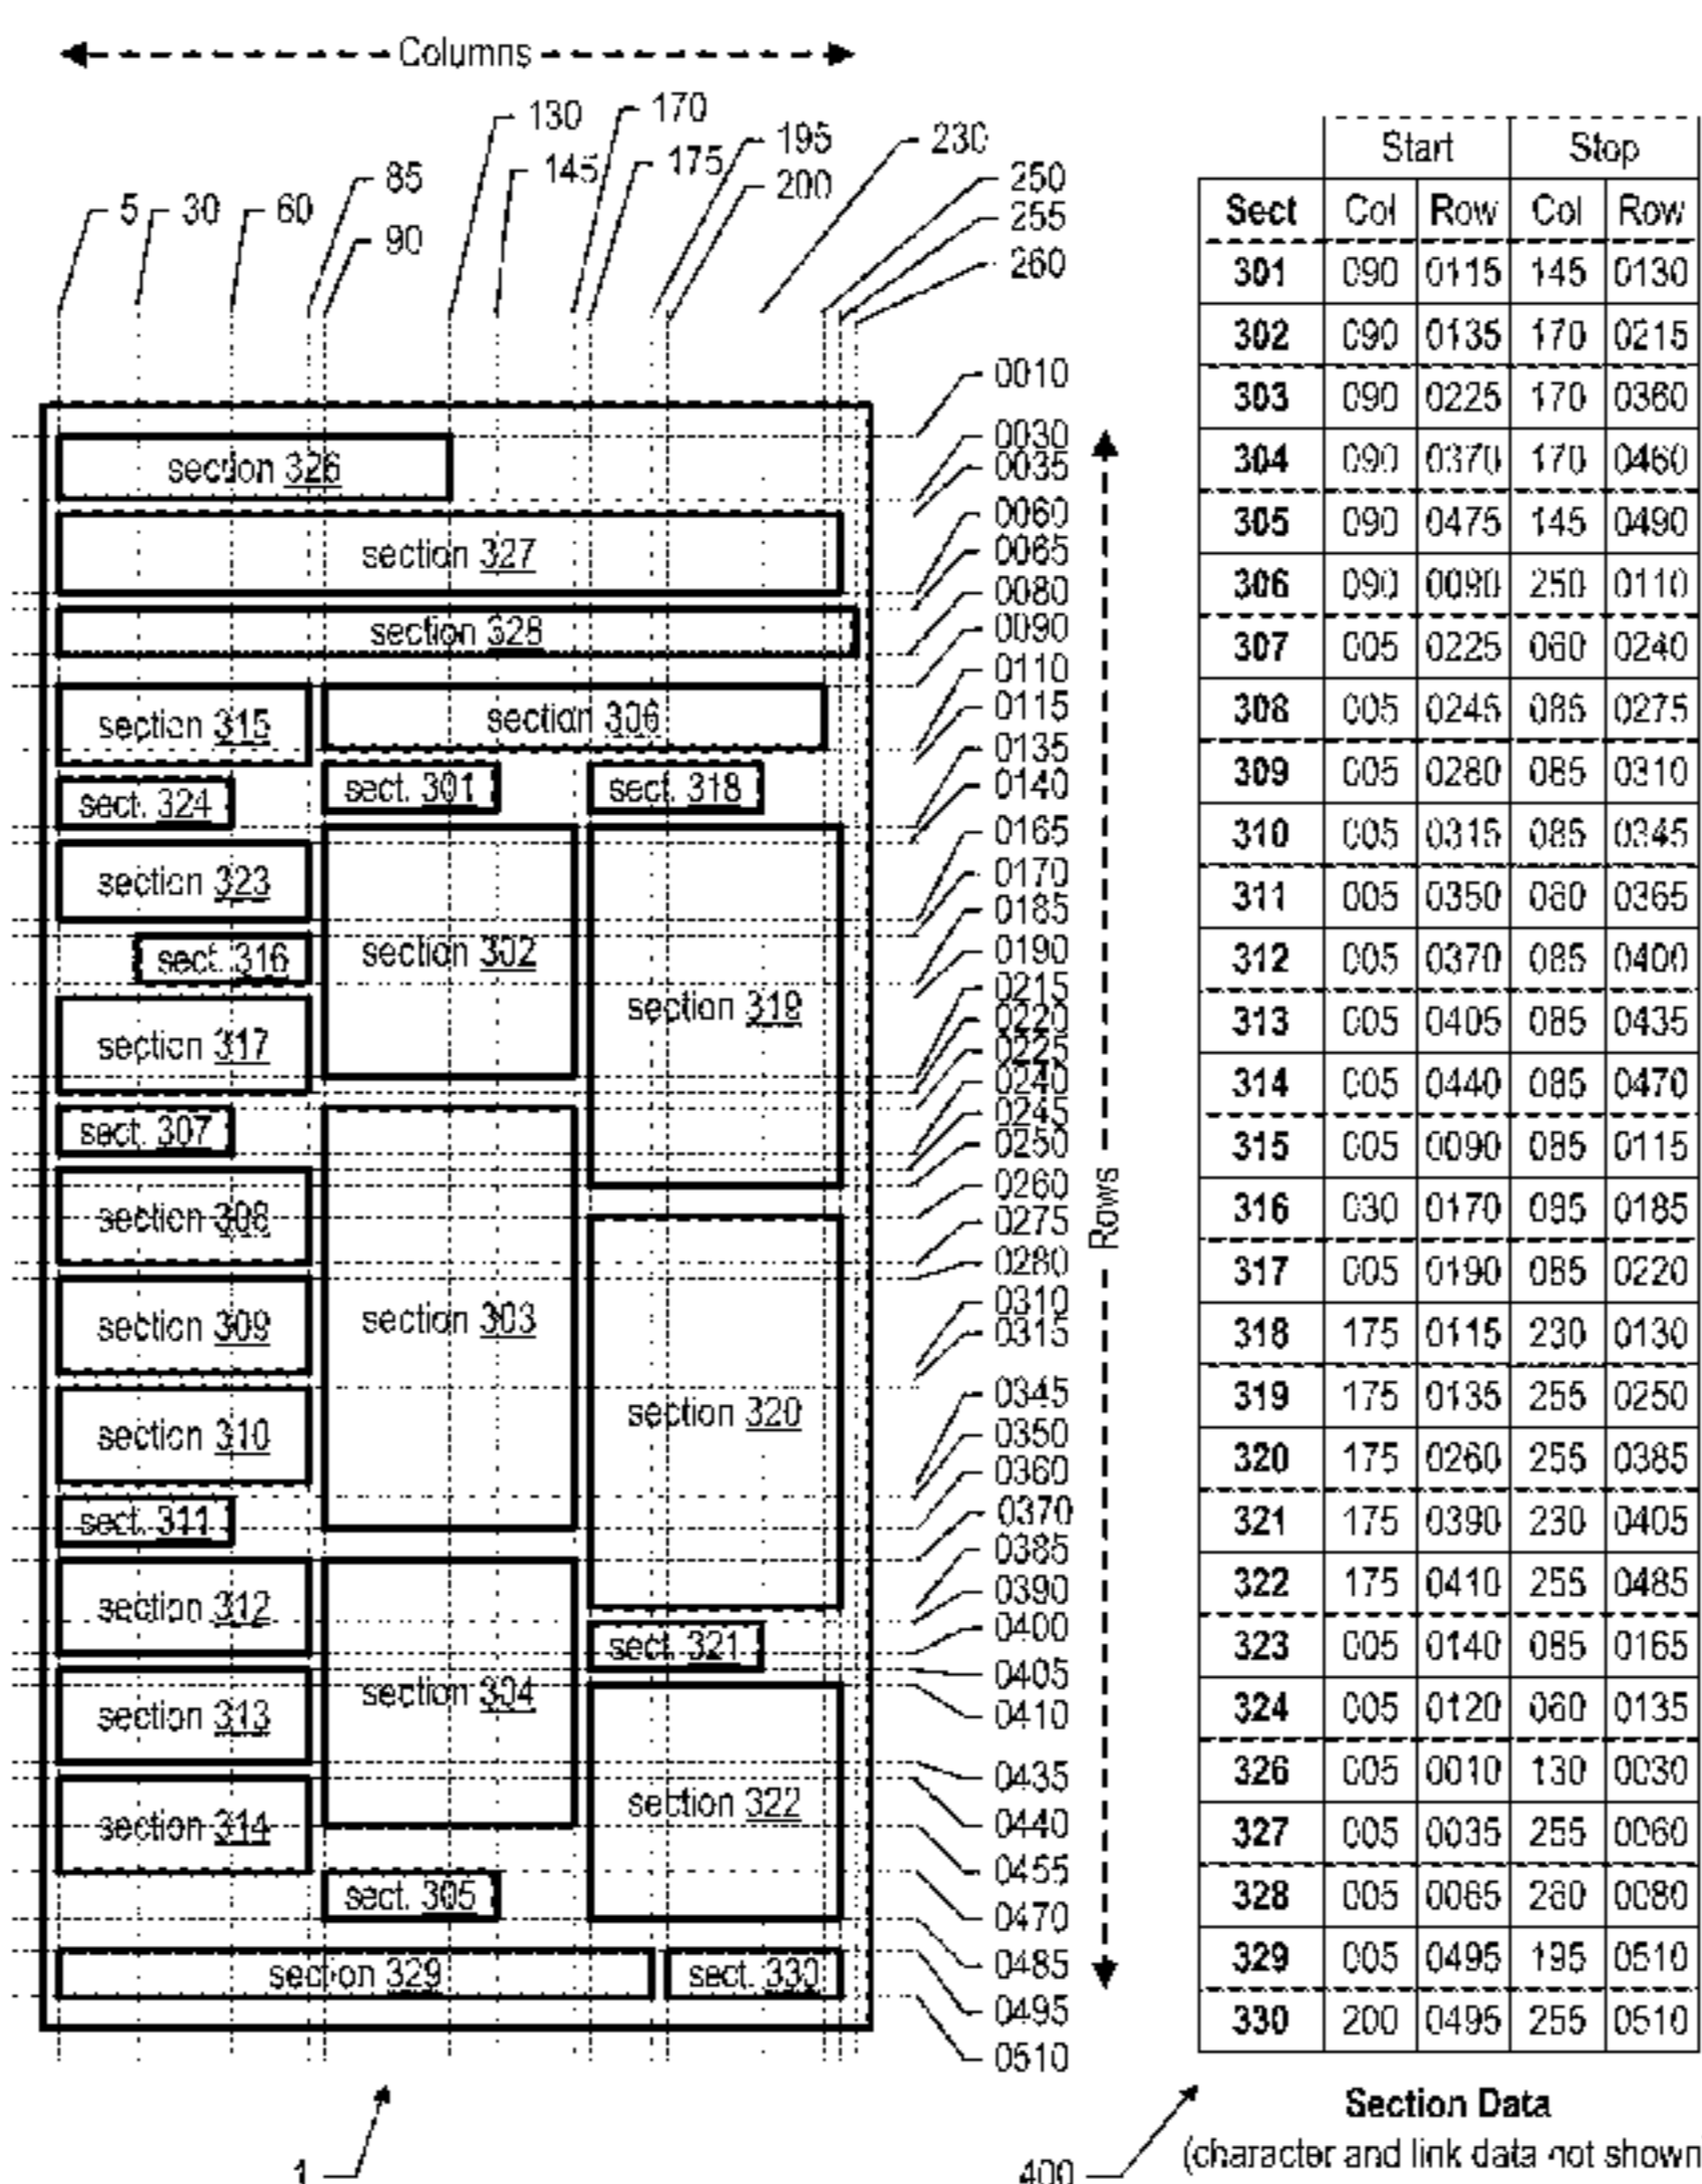 Columns
130
170
195
230
85
145
175
250
5
30
60
200
255
90
260
0010
0030
0035
0060
0065
0080
0090
0110
0115
0135
0140
0165
0170
0185
0190
0215
0220
0225
0240
0245
0250
0260
0275
0280
0310
0315
0345
0350
0360
0370
0385
0390
0400
0405
0410
0435
0440
0455
0470
0485
0495
0510
Rows
section 326
section 327
section 328
section 315
section 306
sect. 324
sect. 301
sect. 318
section 323
sect. 316
section 302
section 317
section 319
sect. 307
section 308
section 309
section 303
section 310
section 320
sect. 311
section 312
sect. 321
section 313
section 304
section 314
section 322
sect. 305
section 329
sect. 330
1
Start Stop
Sect Col Row Col Row
301 090 0115 145 0130
302 090 0135 170 0215
303 090 0225 170 0360
304 090 0370 170 0460
305 090 0475 145 0490
306 090 0090 250 0110
307 005 0225 060 0240
308 005 0245 085 0275
309 005 0280 085 0310
310 005 0315 085 0345
311 005 0350 060 0365
312 005 0370 085 0400
313 005 0405 085 0435
314 005 0440 085 0470
315 005 0090 085 0115
316 030 0170 085 0185
317 005 0190 085 0220
318 175 0115 230 0130
319 175 0135 255 0250
320 175 0260 255 0385
321 175 0390 230 0405
322 175 0410 255 0485
323 005 0140 085 0165
324 005 0120 060 0135
326 005 0010 130 0030
327 005 0035 255 0060
328 005 0065 260 0080
329 005 0495 195 0510
330 200 0495 255 0510
400
Section Data
(character and link data not shown